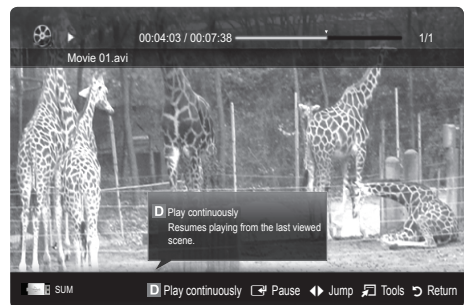 00:04:03 / 00:07:38 1/1
Movie 01.avi
D Play continuously
Resumes playing from the last viewed
scene.
SUM D Play continuously Pause Jump Tools Return